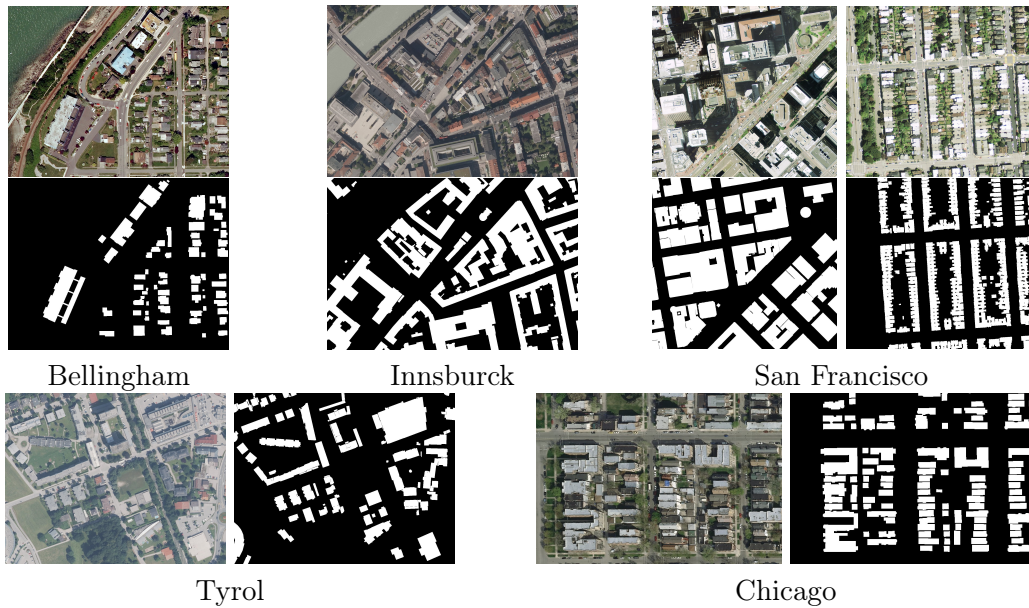 Bellingham
Innsburck
San Francisco
Tyrol
Chicago